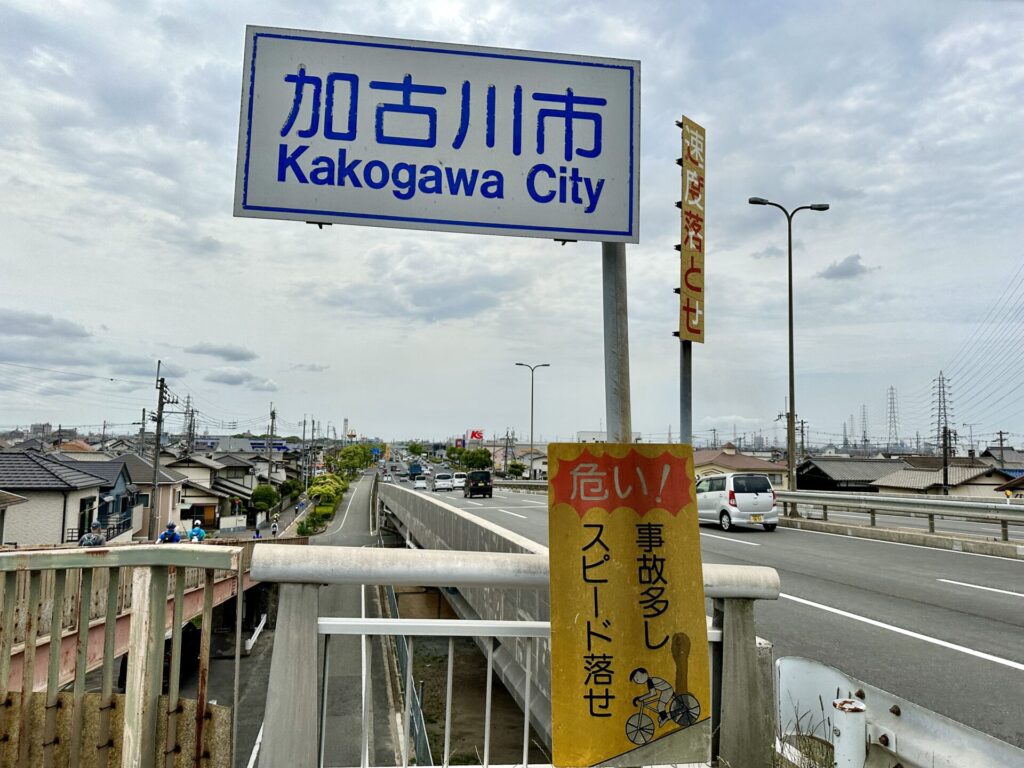 加古川市
Kakogawa City
速度落とせ
K'S
危い！
事故多し
スピード落せ